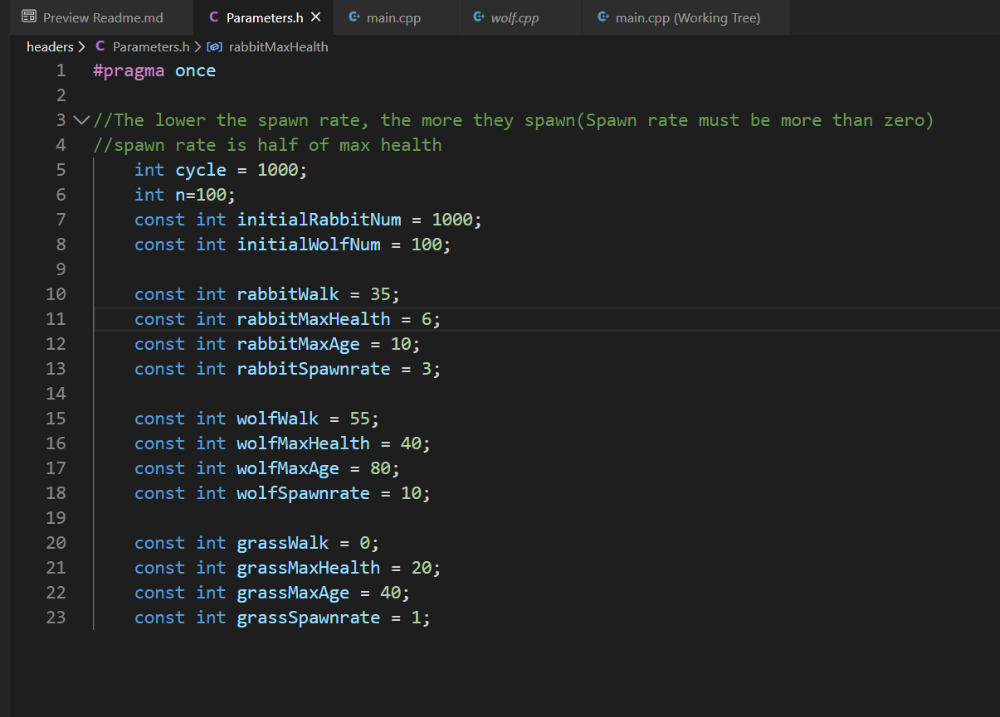 Preview Readme.md C Parameters.h main.cpp wolf.cpp main.cpp (Working Tree)
headers > C Parameters.h > rabbitMaxHealth
1 #pragma once
2
3 //The lower the spawn rate, the more they spawn(Spawn rate must be more than zero)
4 //spawn rate is half of max health
5 int cycle = 1000;
6 int n=100;
7 const int initialRabbitNum = 1000;
8 const int initialWolfNum = 100;
9
10 const int rabbitWalk = 35;
11 const int rabbitMaxHealth = 6;
12 const int rabbitMaxAge = 10;
13 const int rabbitSpawnrate = 3;
14
15 const int wolfWalk = 55;
16 const int wolfMaxHealth = 40;
17 const int wolfMaxAge = 80;
18 const int wolfSpawnrate = 10;
19
20 const int grassWalk = 0;
21 const int grassMaxHealth = 20;
22 const int grassMaxAge = 40;
23 const int grassSpawnrate = 1;